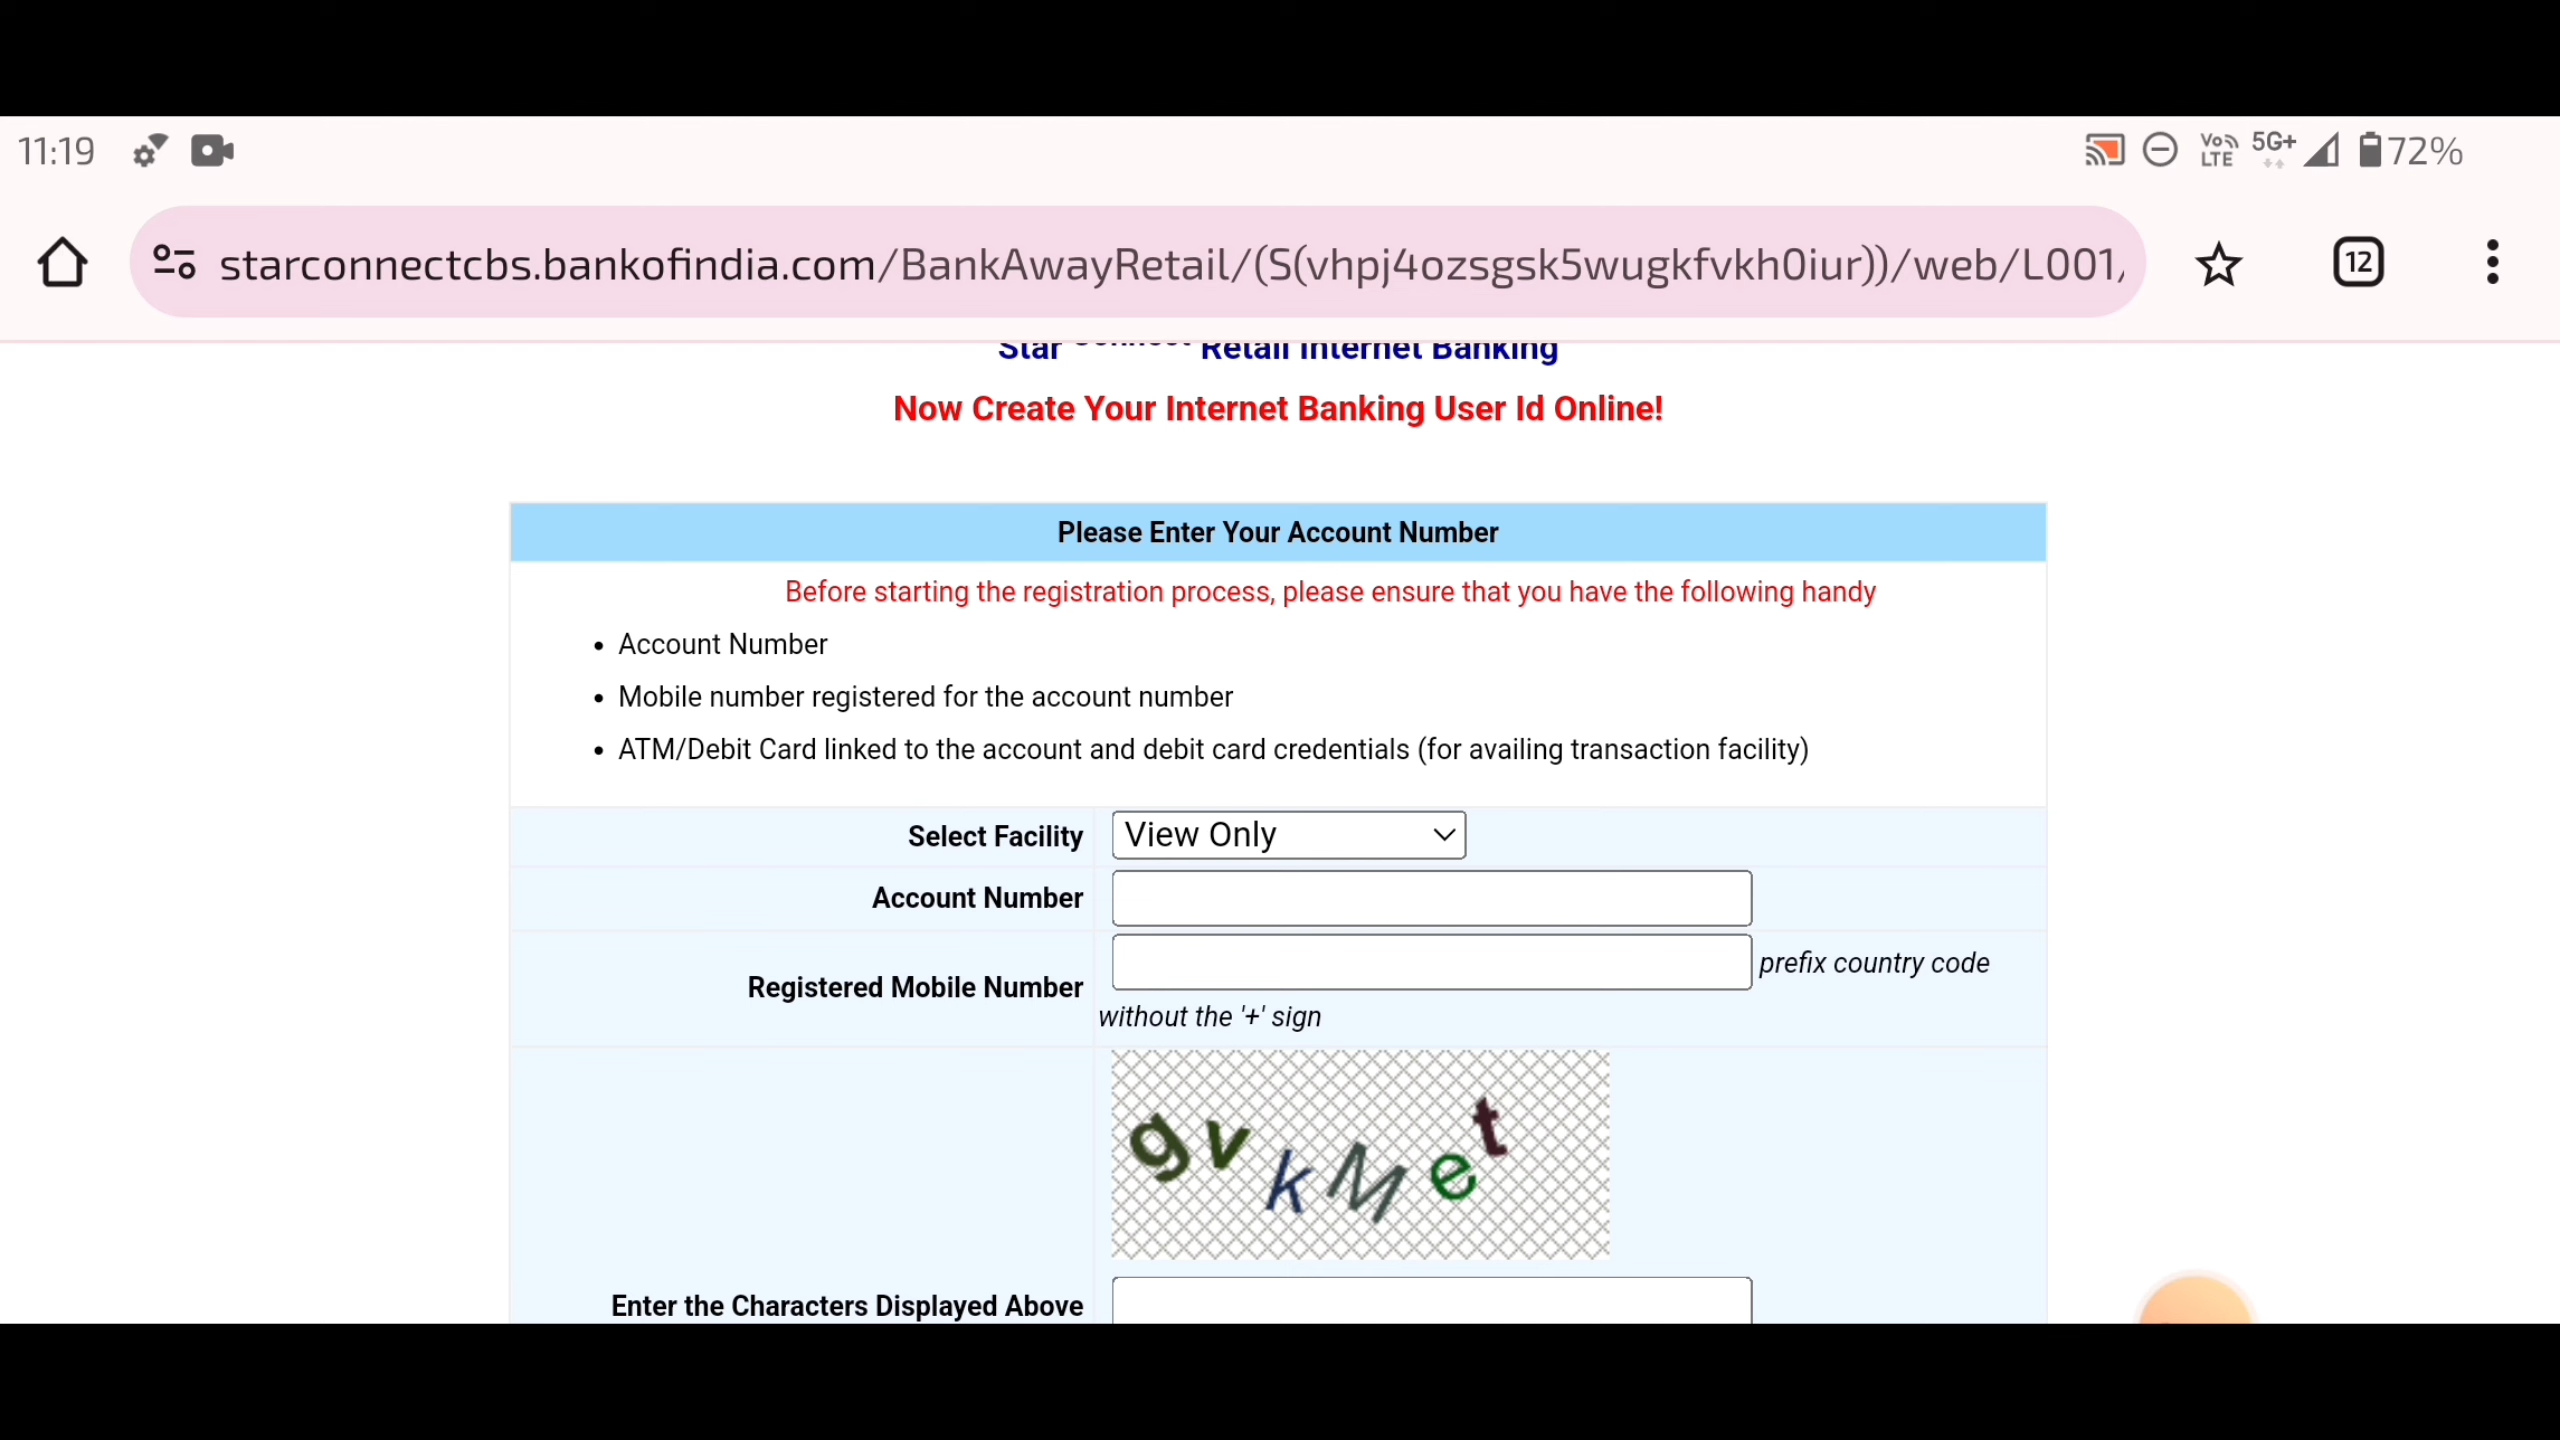 11:19 Vo LTE 5G+ 72%
starconnectcbs.bankofindia.com/BankAwayRetail/(S(vhpj4ozsgsk5wugkfvkh0iur))/web/L001/
12
Star Retail Internet Banking
Now Create Your Internet Banking User Id Online!
Please Enter Your Account Number
Before starting the registration process, please ensure that you have the following handy
• Account Number
• Mobile number registered for the account number
• ATM/Debit Card linked to the account and debit card credentials (for availing transaction facility)
Select Facility View Only
Account Number
Registered Mobile Number prefix country code
without the '+' sign
gvkMet
Enter the Characters Displayed Above